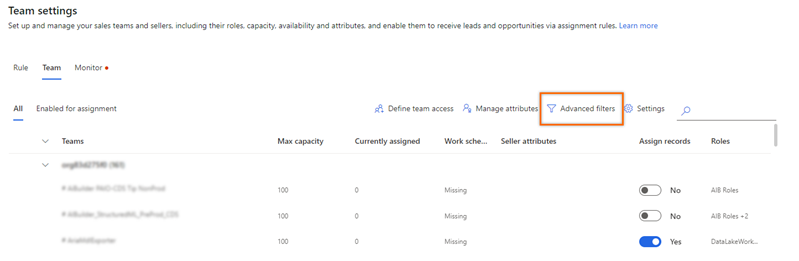 Team settings
Set up and manage your sales teams and sellers, including their roles, capacity, availability and attributes, and enable them to receive leads and opportunities via assignment rules. Learn more
Rule Team Monitor
All Enabled for assignment Define team access Manage attributes Advanced filters Settings
Teams Max capacity Currently assigned Work sche... Seller attributes Assign records Roles
100 0 Missing No AIB Roles
100 0 Missing No AIB Roles +2
100 0 Missing Yes DataLakeWork...